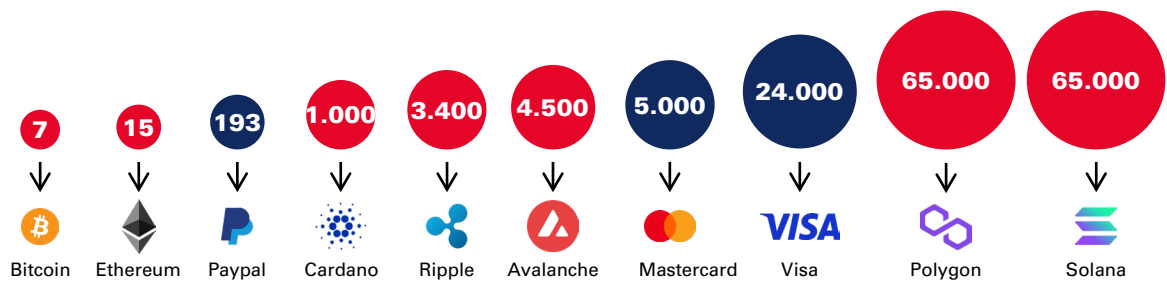 7 15 193 1.000 3.400 4.500 5.000 24.000 65.000 65.000
VISA
Bitcoin Ethereum Paypal Cardano Ripple Avalanche Mastercard Visa Polygon Solana